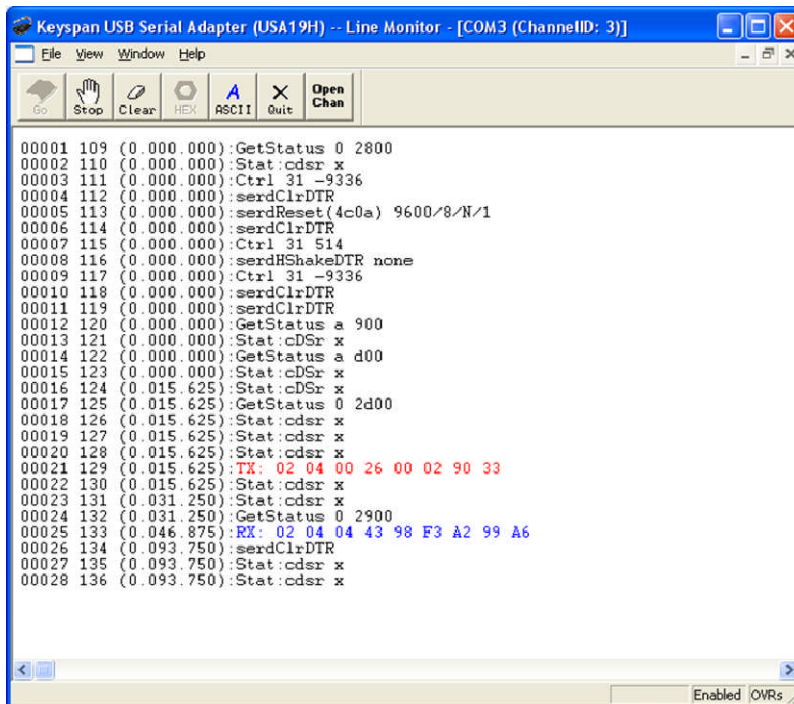 Keyspan USB Serial Adapter (USA19H) -- Line Monitor - [COM3 (ChannelID: 3)]
File View Window Help
Go Stop Clear HEX ASCII Quit Open Chan
00001 109 (0.000.000):GetStatus 0 2800
00002 110 (0.000.000):Stat:cdsr x
00003 111 (0.000.000):Ctrl 31 -9336
00004 112 (0.000.000):serdClrDTR
00005 113 (0.000.000):serdReset(4c0a) 9600/8/N/1
00006 114 (0.000.000):serdClrDTR
00007 115 (0.000.000):Ctrl 31 514
00008 116 (0.000.000):serdHShakeDTR none
00009 117 (0.000.000):Ctrl 31 -9336
00010 118 (0.000.000):serdClrDTR
00011 119 (0.000.000):serdClrDTR
00012 120 (0.000.000):GetStatus a 900
00013 121 (0.000.000):Stat:cDSr x
00014 122 (0.000.000):GetStatus a d00
00015 123 (0.000.000):Stat:cDSr x
00016 124 (0.015.625):Stat:cDSr x
00017 125 (0.015.625):GetStatus 0 2d00
00018 126 (0.015.625):Stat:cdsr x
00019 127 (0.015.625):Stat:cdsr x
00020 128 (0.015.625):Stat:cdsr x
00021 129 (0.015.625):TX: 02 04 00 26 00 02 90 33
00022 130 (0.015.625):Stat:cdsr x
00023 131 (0.031.250):Stat:cdsr x
00024 132 (0.031.250):GetStatus 0 2900
00025 133 (0.046.875):RX: 02 04 04 43 98 F3 A2 99 A6
00026 134 (0.093.750):serdClrDTR
00027 135 (0.093.750):Stat:cdsr x
00028 136 (0.093.750):Stat:cdsr x
Enabled OVRs